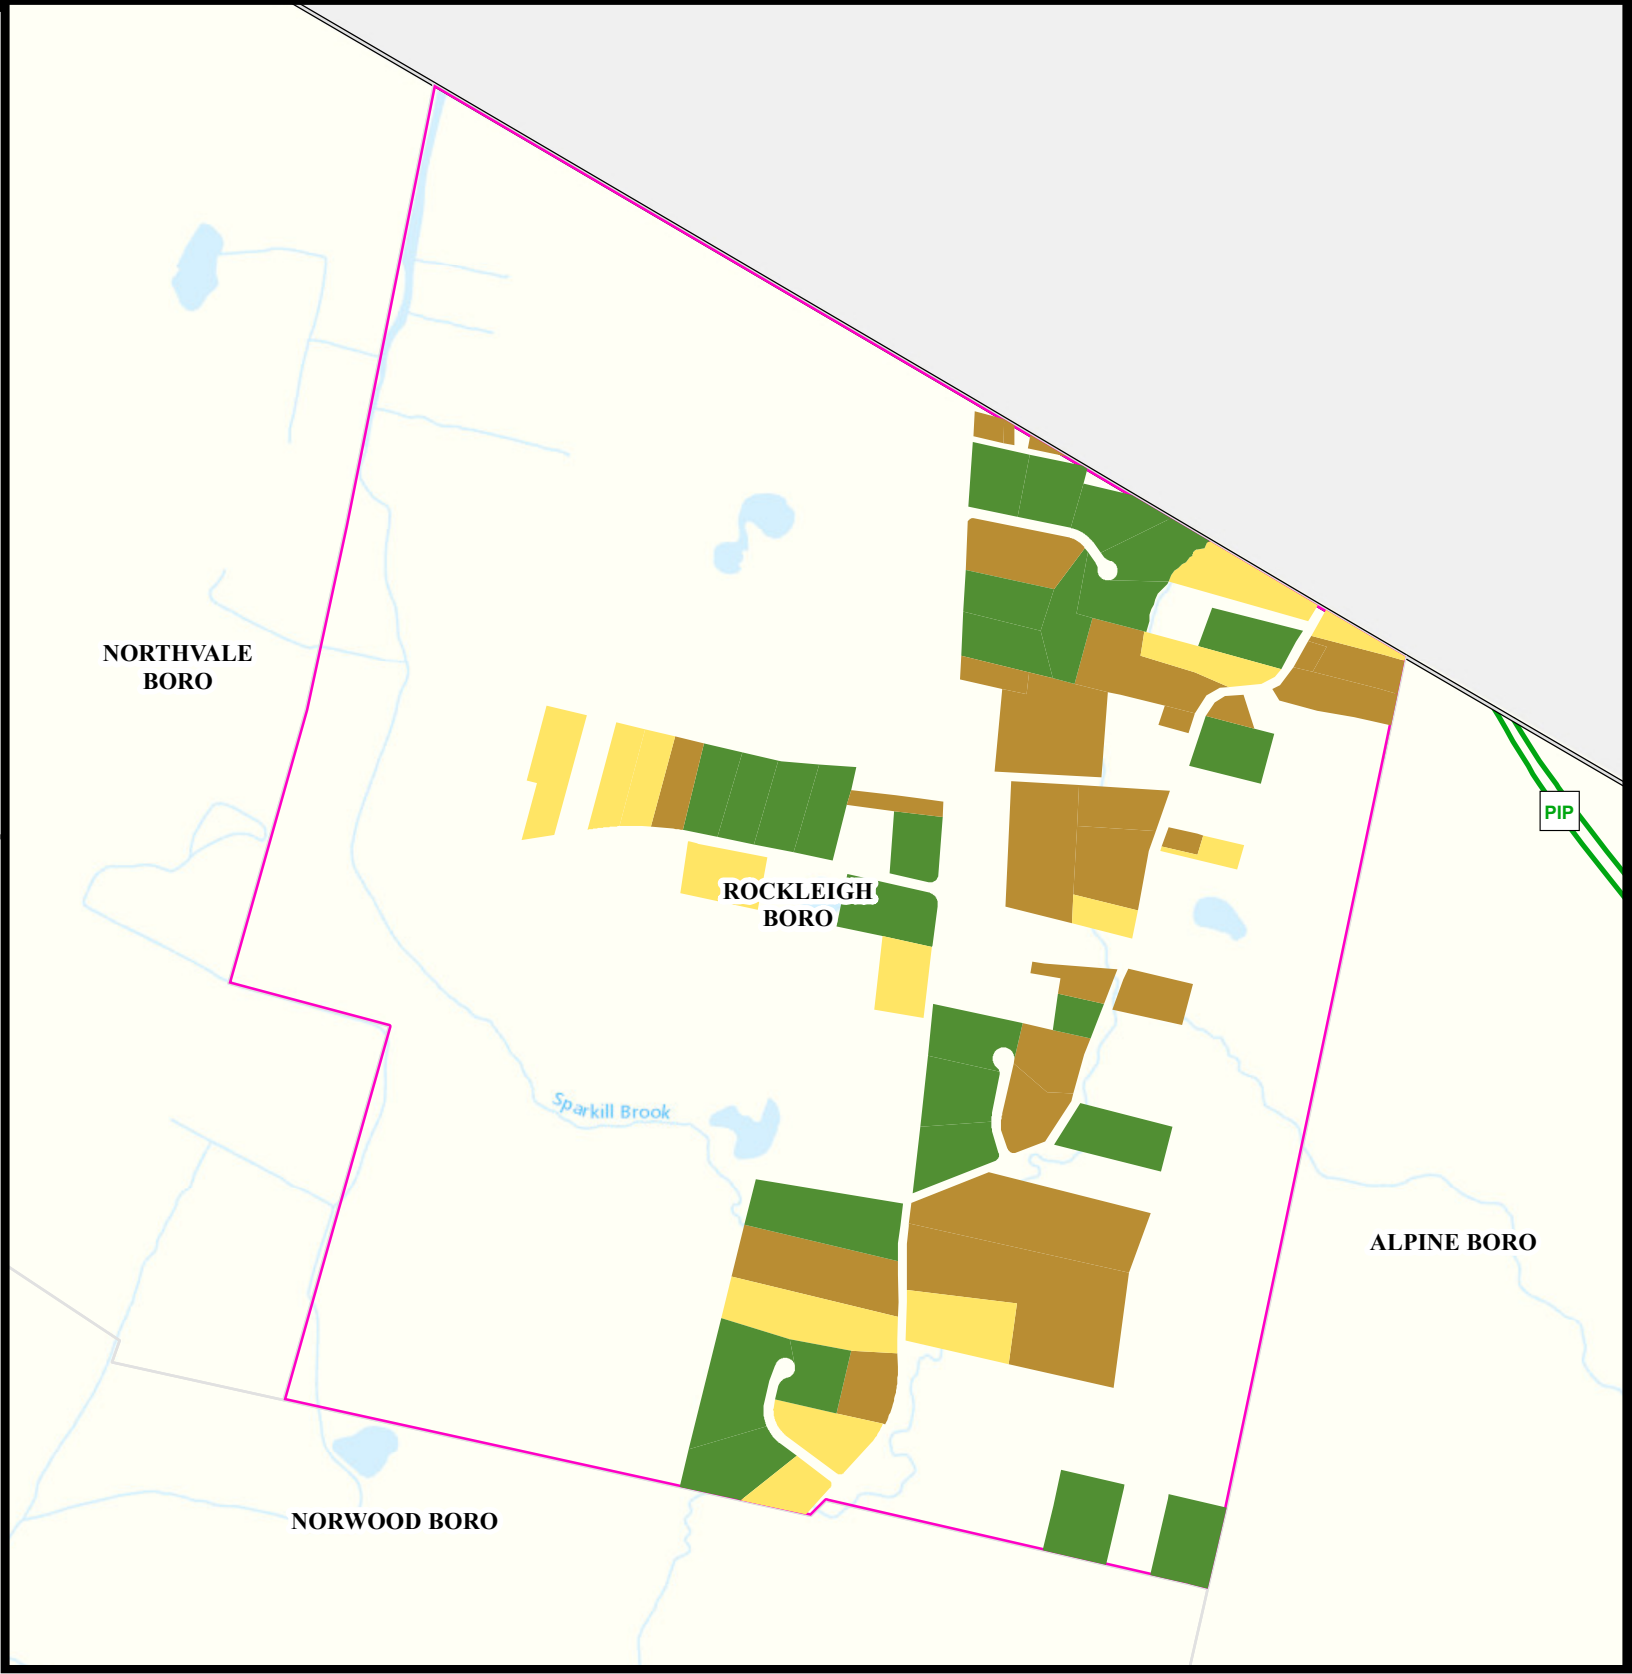 NORTHVALE
BORO
PIP
ROCKLEIGH
BORO
Sparkill Brook
ALPINE BORO
NORWOOD BORO